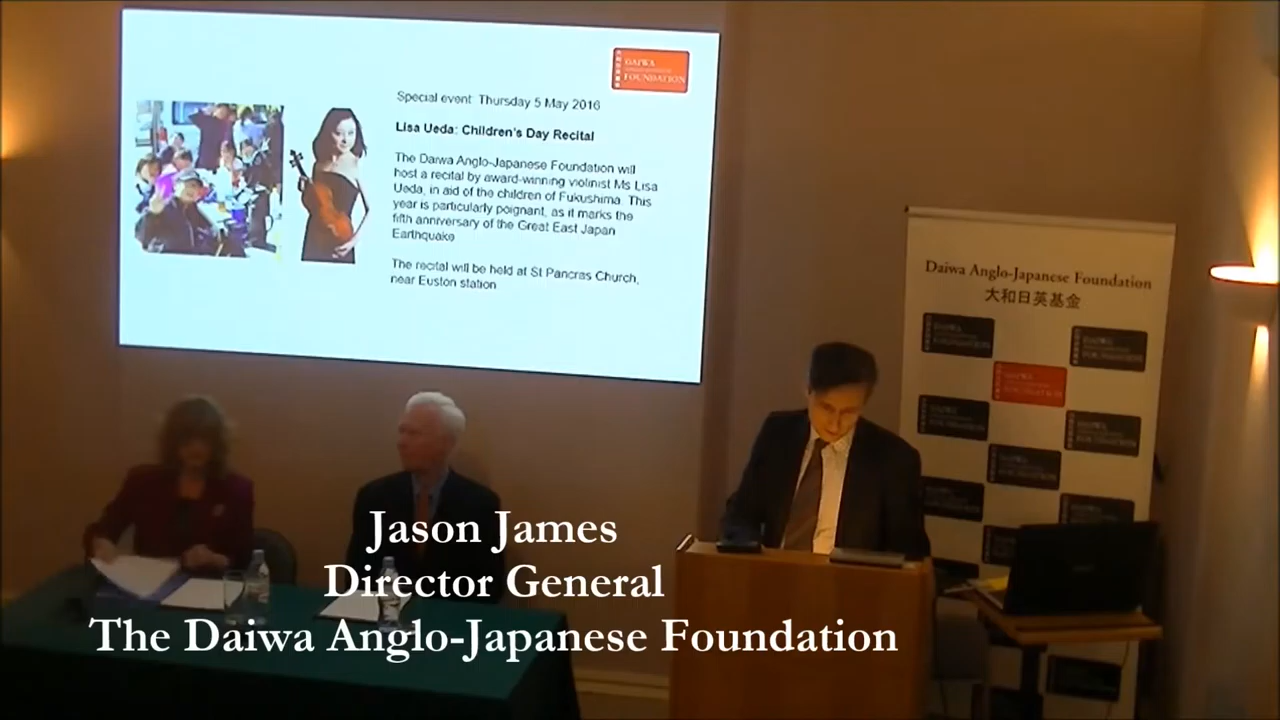 DAIWA
FOUNDATION
Special event Thursday 5 May 2016
Lisa Ueda: Children's Day Recital
The Daiwa Anglo-Japanese Foundation will
host a recital by award-winning violinist Ms Lisa
Ueda, in aid of the children of Fukushima. This
year is particularly poignant, as it marks the
fifth anniversary of the Great East Japan
Earthquake
The recital will be held at St Pancras Church,
near Euston station
Daiwa Anglo-Japanese Foundation
大和日英基金
Jason James
Director General
The Daiwa Anglo-Japanese Foundation